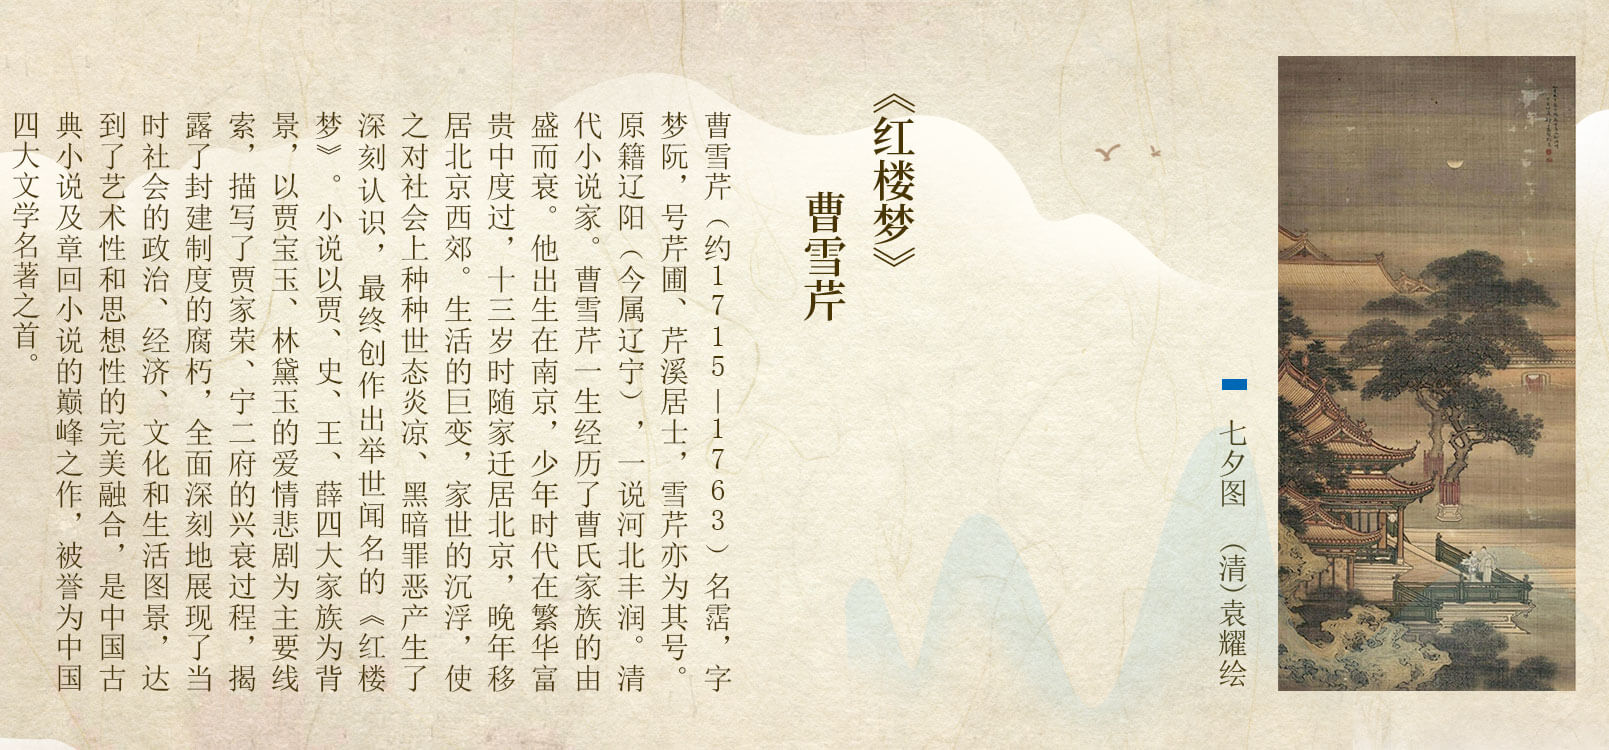 七夕图 （清）袁耀绘
《红楼梦》
曹雪芹
曹雪芹（约1715—1763）名霑，字
梦阮，号芹圃、芹溪居士，雪芹亦为其号。
原籍辽阳（今属辽宁），一说河北丰润。清
代小说家。曹雪芹一生经历了曹氏家族的由
盛而衰。他出生在南京，少年时代在繁华富
贵中度过，十三岁时随家迁居北京，晚年移
居北京西郊。生活的巨变，家世的沉浮，使
之对社会上种种世态炎凉、黑暗罪恶产生了
深刻认识，最终创作出举世闻名的《红楼
梦》。小说以贾、史、王、薛四大家族为背
景，以贾宝玉、林黛玉的爱情悲剧为主要线
索，描写了贾家荣、宁二府的兴衰过程，揭
露了封建制度的腐朽，全面深刻地展现了当
时社会的政治、经济、文化和生活图景，达
到了艺术性和思想性的完美融合，是中国古
典小说及章回小说的巅峰之作，被誉为中国
四大文学名著之首。